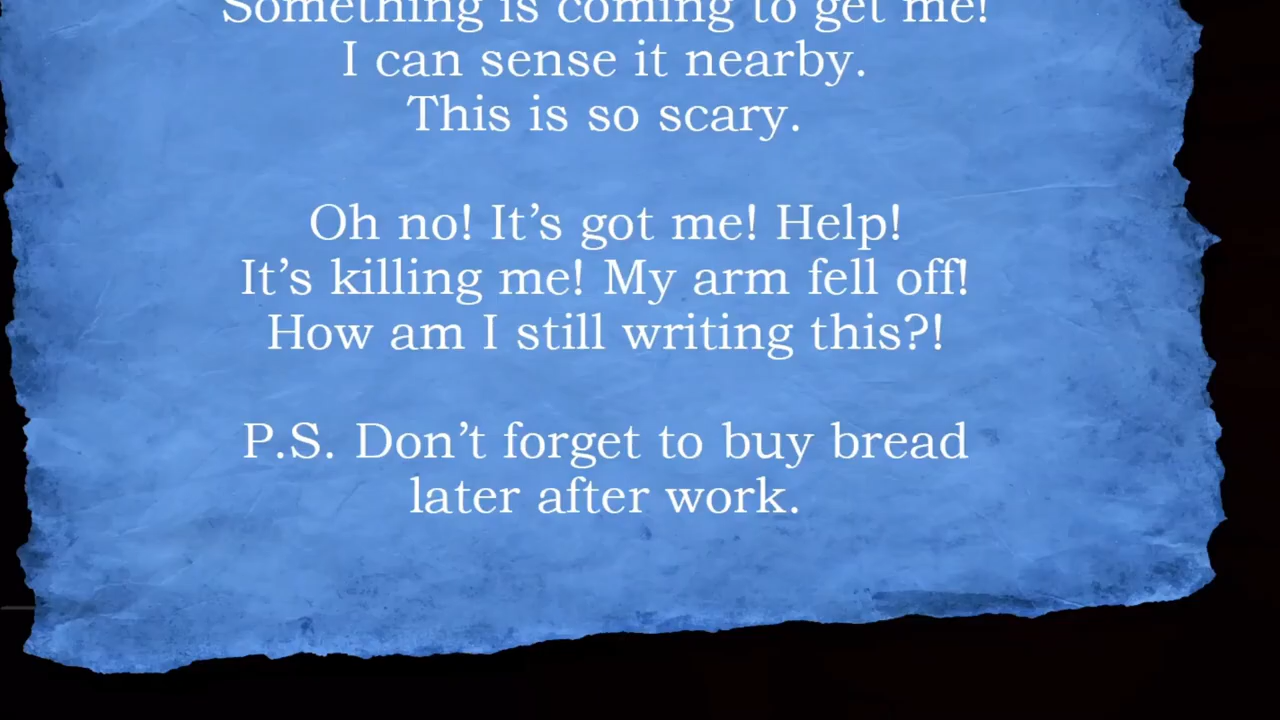 Something is coming to get me!
I can sense it nearby.
This is so scary.
Oh no! It’s got me! Help!
It’s killing me! My arm fell off!
How am I still writing this?!
P.S. Don’t forget to buy bread
later after work.